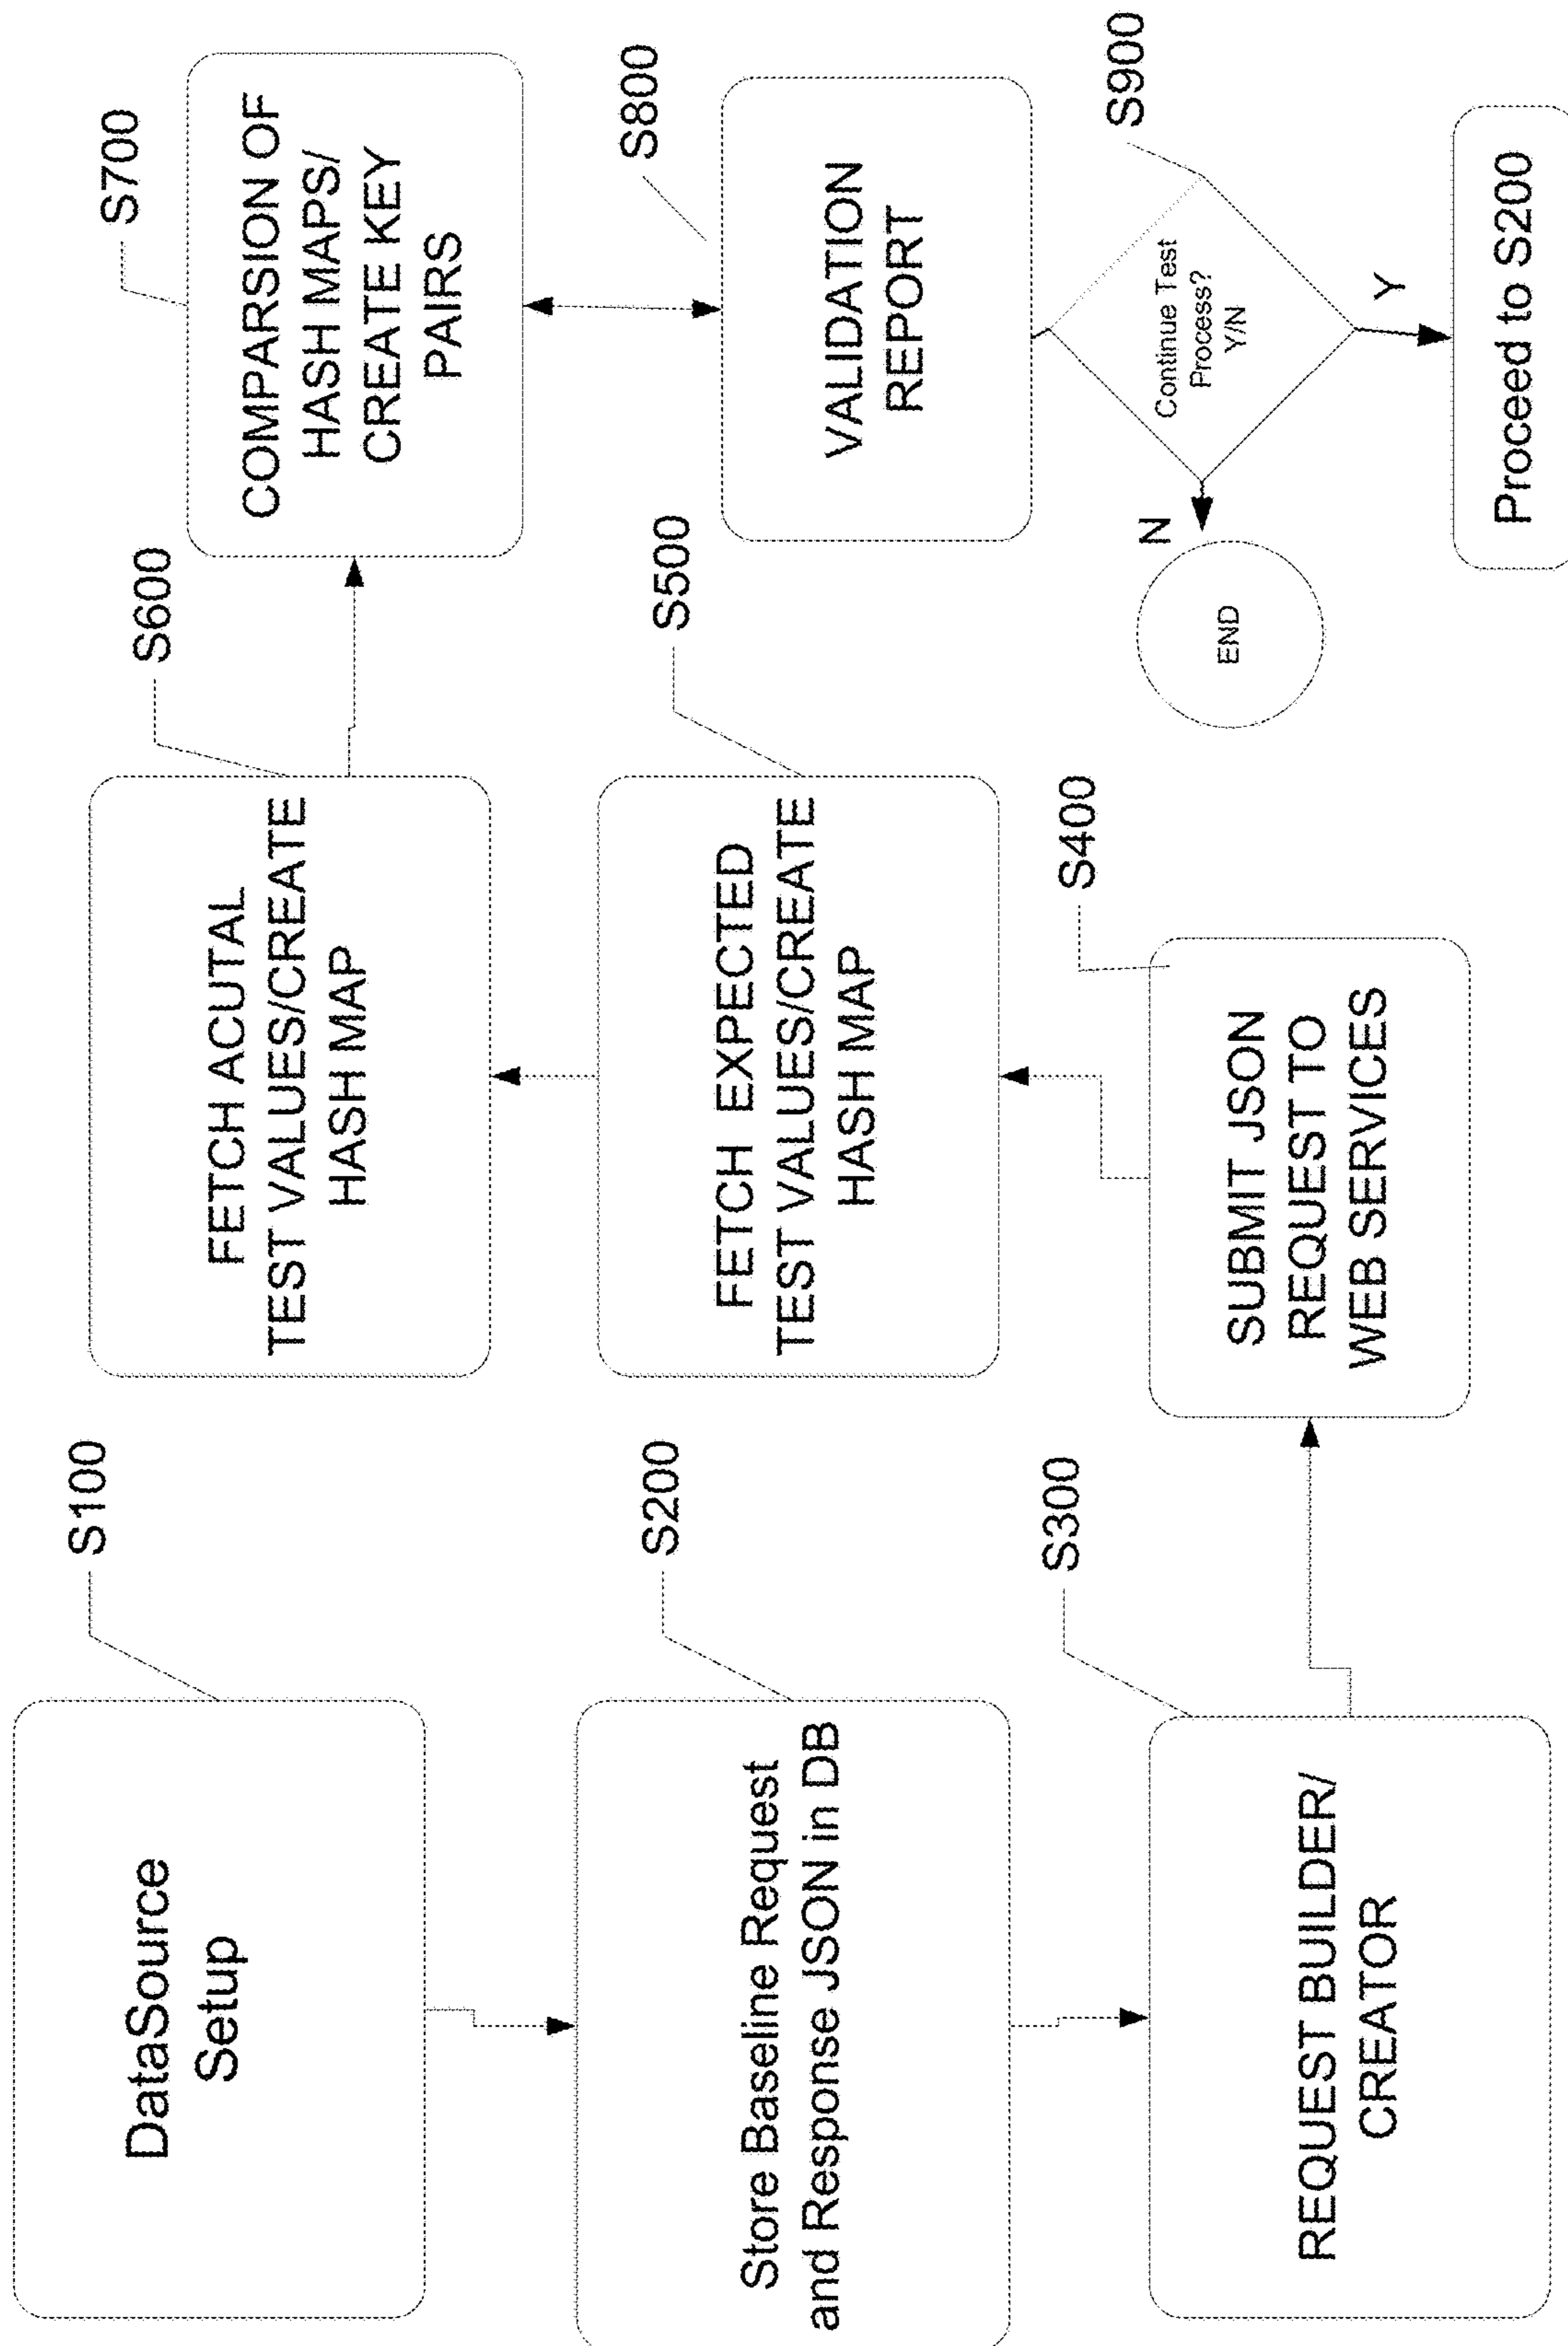 S100
DataSource
Setup
S200
Store Baseline Request
and Response JSON in DB
S300
REQUEST BUILDER/
CREATOR
S400
SUBMIT JSON
REQUEST TO
WEB SERVICES
S500
FETCH EXPECTED
TEST VALUES/CREATE
HASH MAP
S600
FETCH ACUTAL
TEST VALUES/CREATE
HASH MAP
S700
COMPARSION OF
HASH MAPS/
CREATE KEY
PAIRS
S800
VALIDATION
REPORT
S900
Continue Test
Process?
Y/N
N
END
Y
Proceed to S200